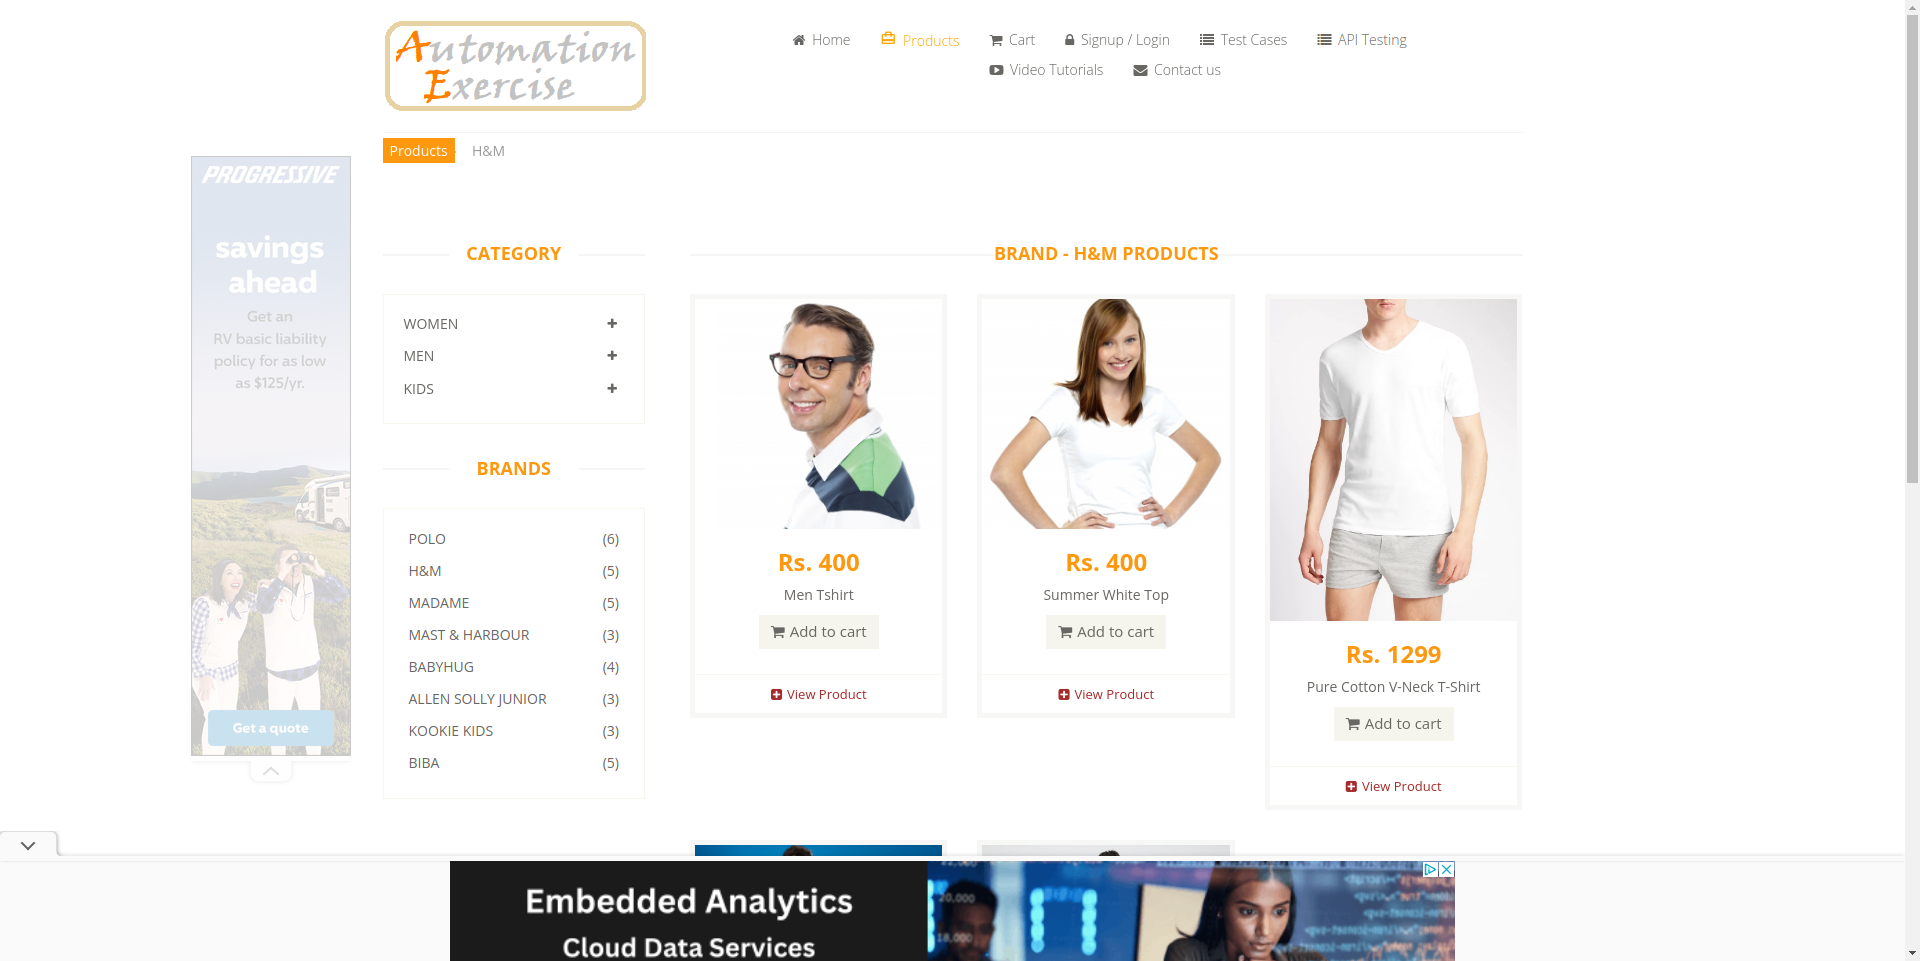 Automation
Exercise
Home
Products
Cart
Signup / Login
Test Cases
API Testing
Video Tutorials
Contact us
Products
H&M
PROGRESSIVE
savings
ahead
Get an
RV basic liability
policy for as low
as $125/yr.
Get a quote
CATEGORY
WOMEN
MEN
KIDS
BRANDS
POLO (6)
H&M (5)
MADAME (5)
MAST & HARBOUR (3)
BABYHUG (4)
ALLEN SOLLY JUNIOR (3)
KOOKIE KIDS (3)
BIBA (5)
BRAND - H&M PRODUCTS
Rs. 400
Men Tshirt
Add to cart
View Product
Rs. 400
Summer White Top
Add to cart
View Product
Rs. 1299
Pure Cotton V-Neck T-Shirt
Add to cart
View Product
Embedded Analytics
Cloud Data Services
20,000
18,000